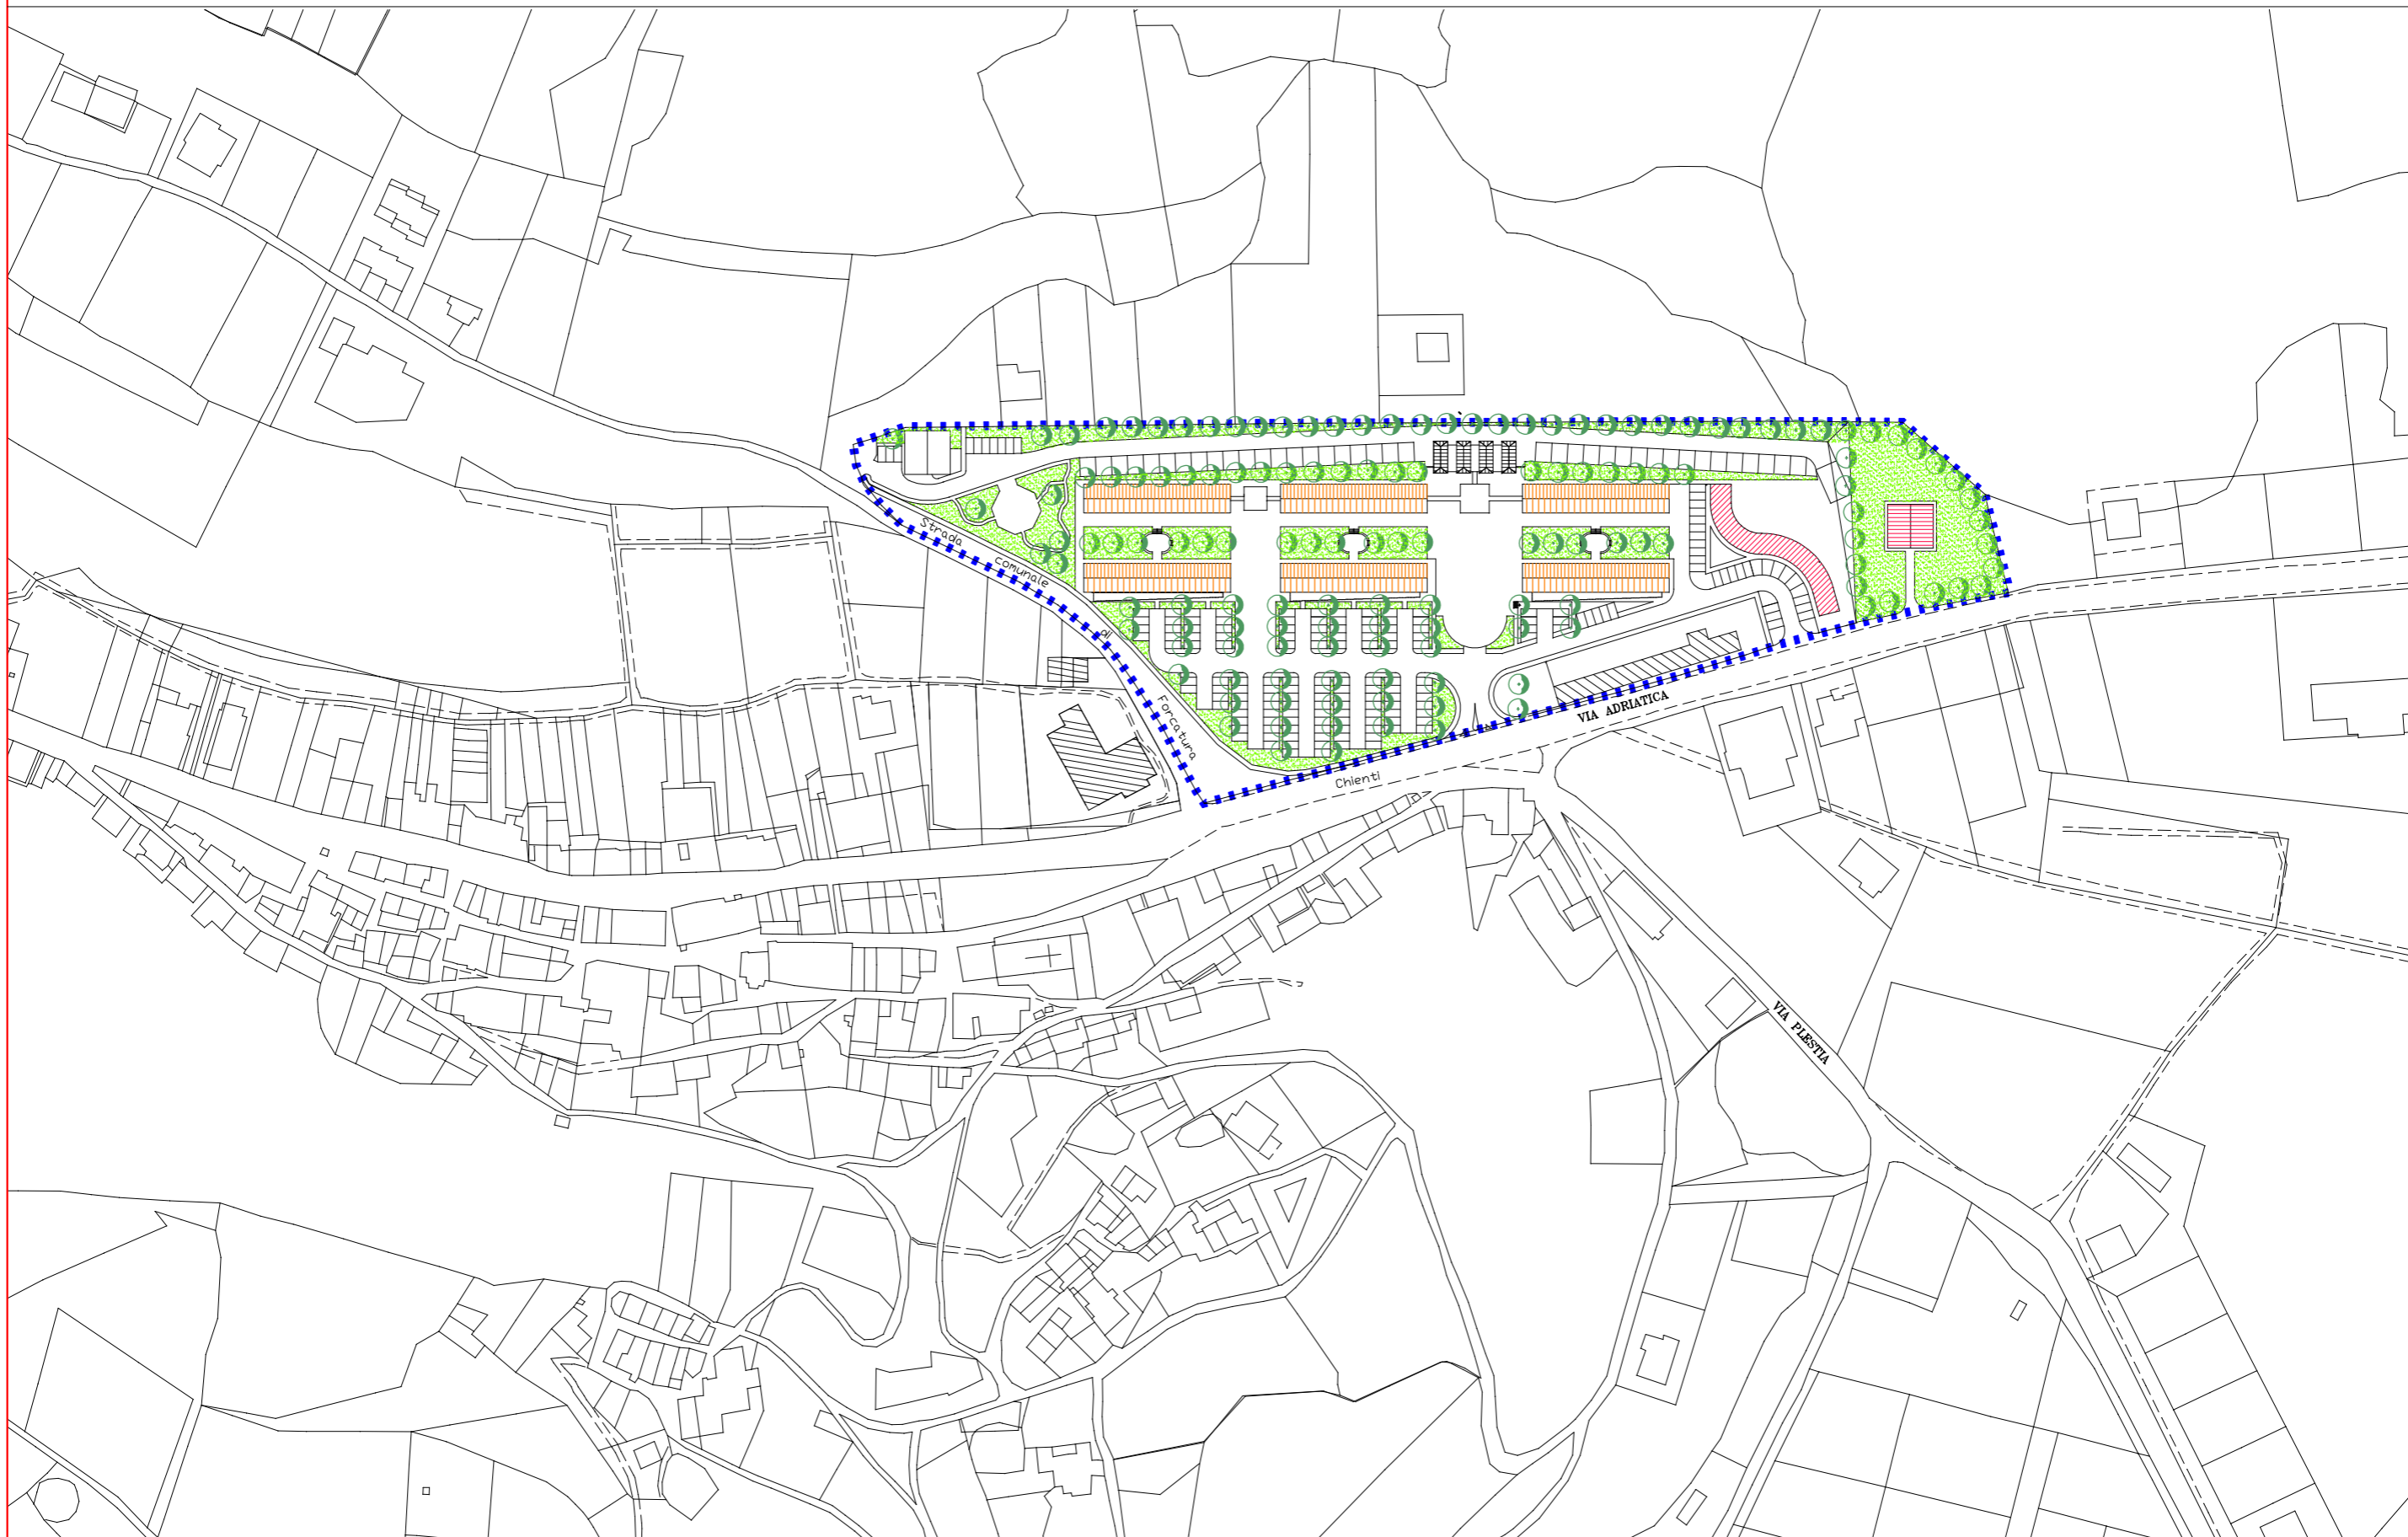 Strada
comunale
di
Forcatura
VIA ADRIATICA
Chienti
VIA PLESTIA